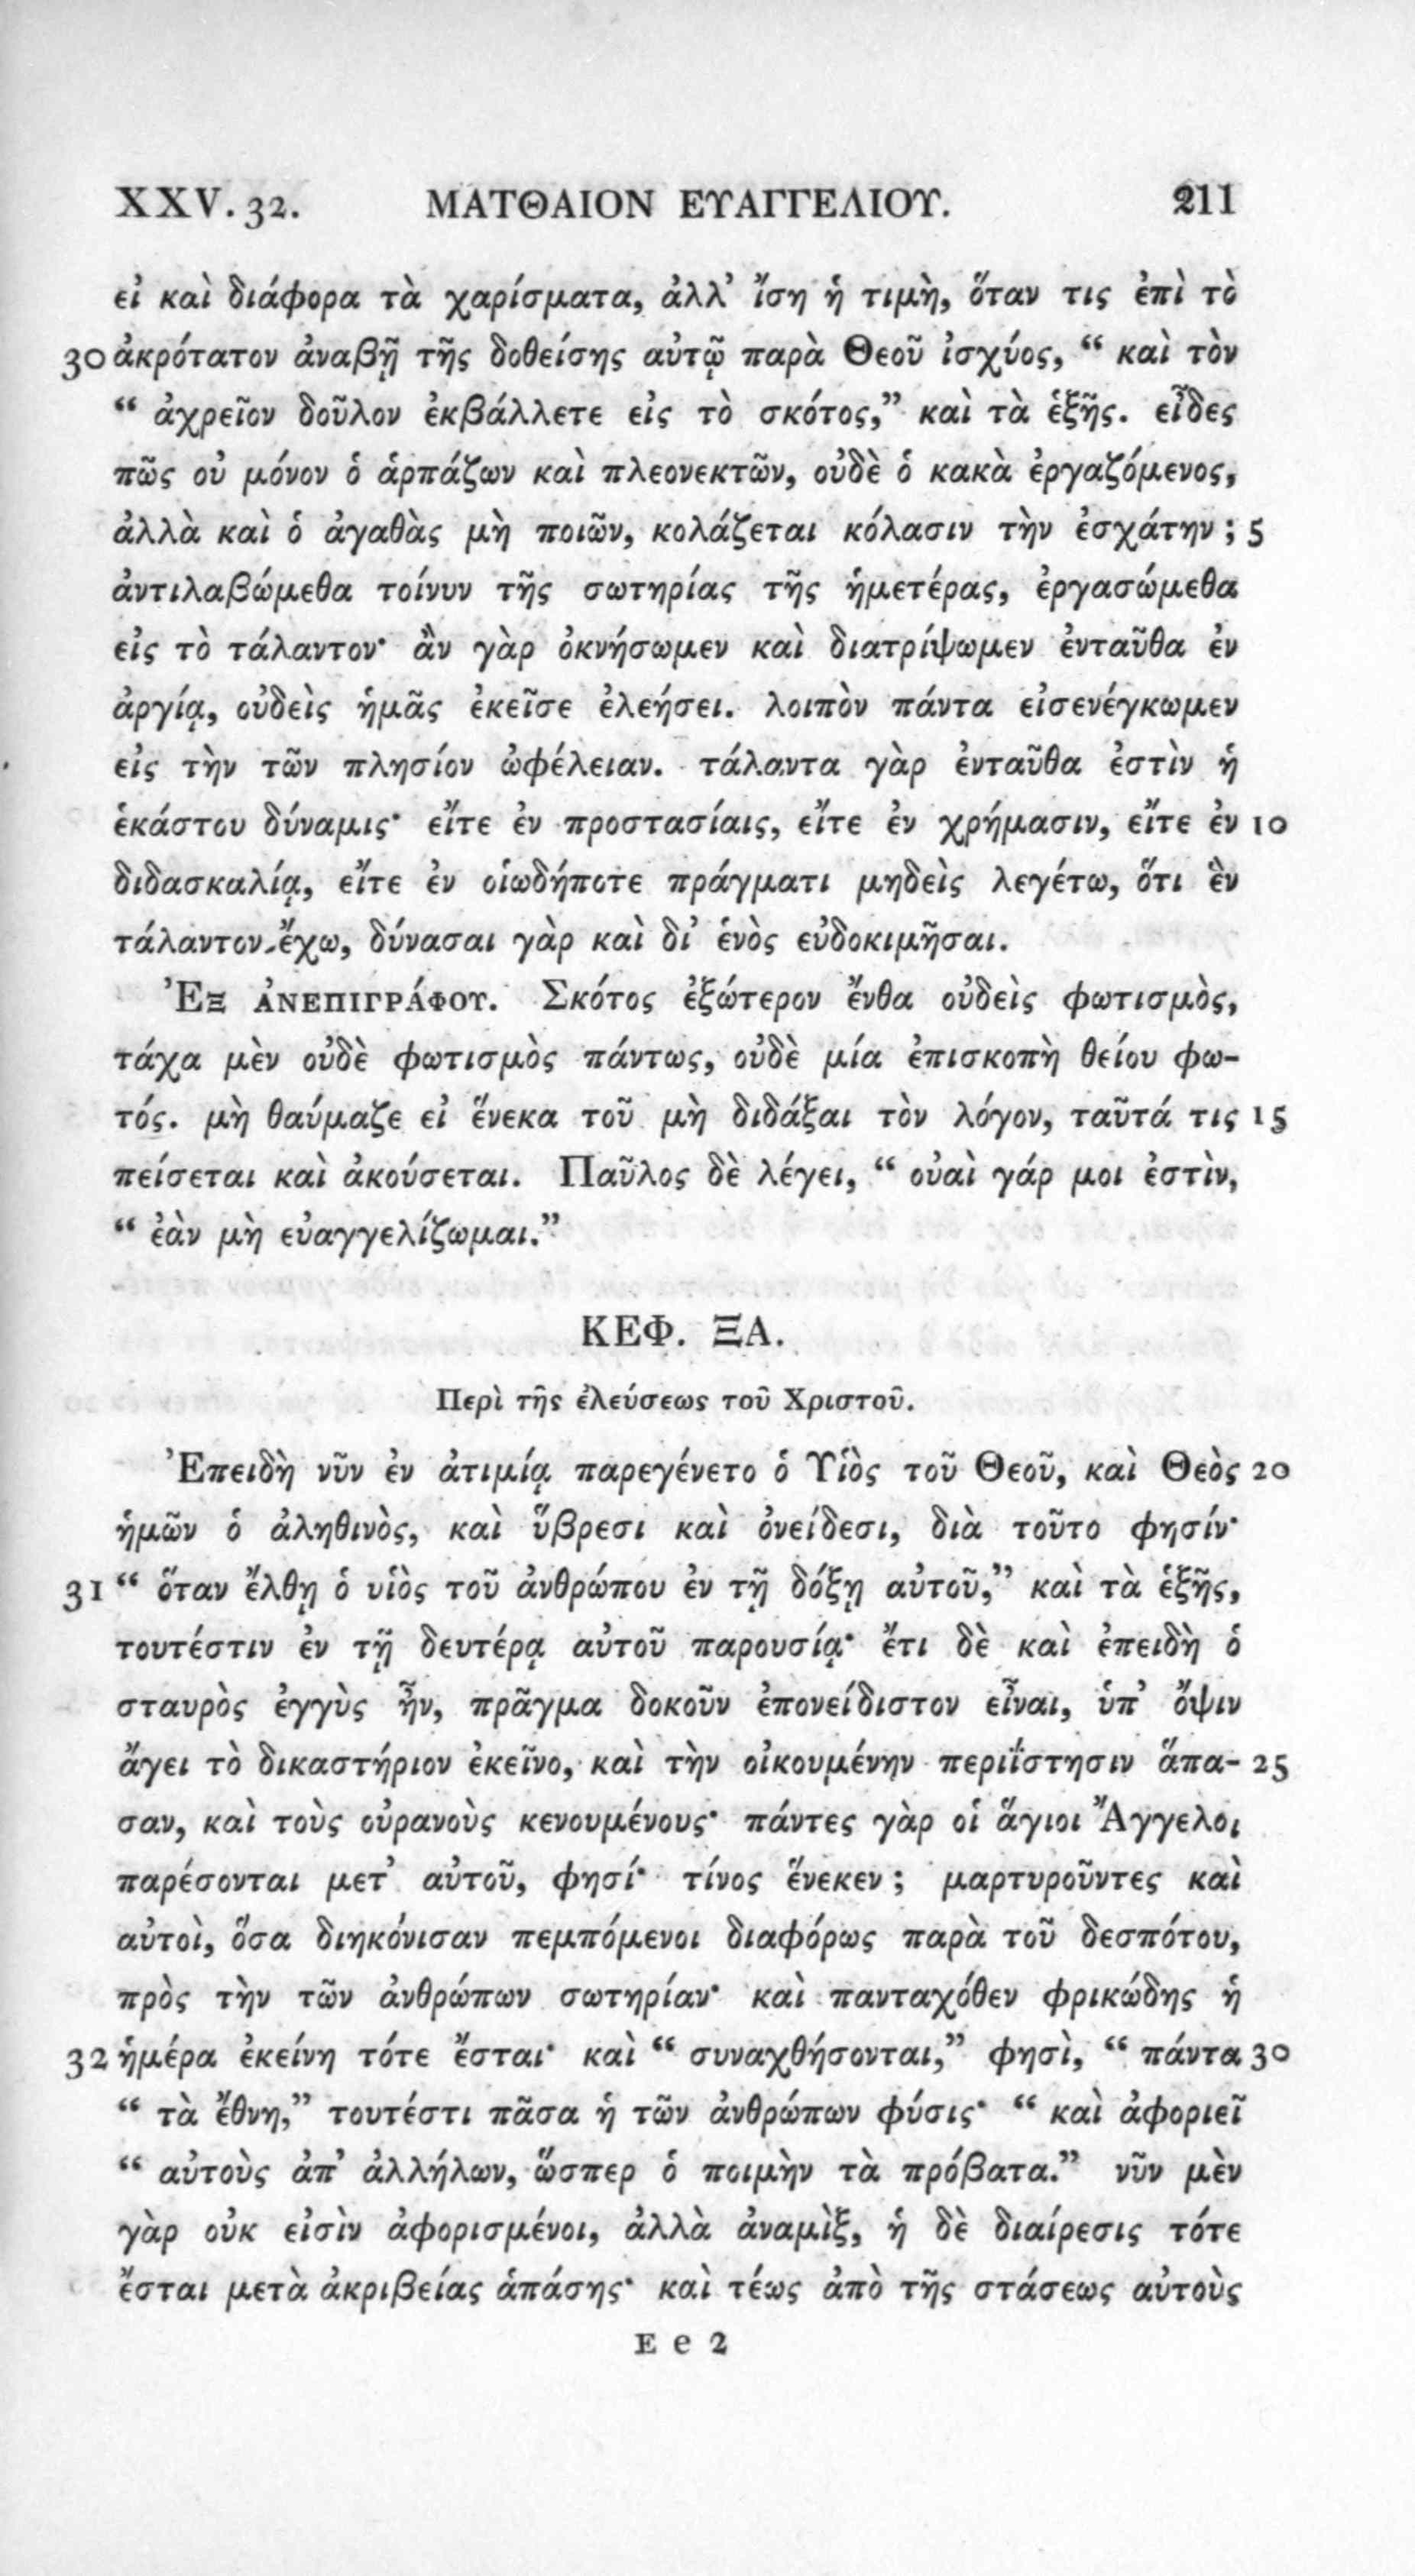 XXV. 32. ΜΑΤΘΑΙΟΝ ΕΥΑΓΓΕΛΙΟΥ. 211
εἰ καὶ διάφορα τὰ χαρίσματα, ἀλλ’ ἴση ἡ τιμὴ, ὅταν τις ἐπὶ τὸ
30 ἀκρότατον ἀναβῇ τῆς δοθείσης αὐτῷ παρὰ Θεοῦ ἰσχύος, “ καὶ τὸν
“ ἀχρεῖον δοῦλον ἐκβάλλετε εἰς τὸ σκότος,” καὶ τὰ ἑξῆς. εἶδες
πῶς οὐ μόνον ὁ ἁρπάζων καὶ πλεονεκτῶν, οὐδὲ ὁ κακὰ ἐργαζόμενος,
ἀλλὰ καὶ ὁ ἀγαθὰς μὴ ποιῶν, κολάζεται κόλασιν τὴν ἐσχάτην ; 5
ἀντιλαβώμεθα τοίνυν τῆς σωτηρίας τῆς ἡμετέρας, ἐργασώμεθα
εἰς τὸ τάλαντον· ἂν γὰρ ὀκνήσωμεν καὶ διατρίψωμεν ἐνταῦθα ἐν
ἀργίᾳ, οὐδεὶς ἡμᾶς ἐκεῖσε ἐλεήσει. λοιπὸν πάντα εἰσενέγκωμεν
εἰς τὴν τῶν πλησίον ὠφέλειαν. τάλαντα γὰρ ἐνταῦθα ἐστὶν ἡ
ἑκάστου δύναμις· εἴτε ἐν προστασίαις, εἴτε ἐν χρήμασιν, εἴτε ἐν 10
διδασκαλίᾳ, εἴτε ἐν οἱωδήποτε πράγματι μηδεὶς λεγέτω, ὅτι ἓν
τάλαντον ἔχω, δύνασαι γὰρ καὶ δι’ ἑνὸς εὐδοκιμῆσαι.
Ἐξ ἀνεπιγράφου. Σκότος ἐξώτερον ἔνθα οὐδεὶς φωτισμὸς,
τάχα μὲν οὐδὲ φωτισμὸς πάντως, οὐδὲ μία ἐπισκοπὴ θείου φω-
τός. μὴ θαύμαζε εἰ ἕνεκα τοῦ μὴ διδάξαι τὸν λόγον, ταῦτά τις 15
πείσεται καὶ ἀκούσεται. Παῦλος δὲ λέγει, “ οὐαὶ γάρ μοι ἐστὶν,
“ ἐὰν μὴ εὐαγγελίζωμαι.”
ΚΕΦ. ΞΑ.
Περὶ τῆς ἐλεύσεως τοῦ Χριστοῦ.
Ἐπειδὴ νῦν ἐν ἀτιμίᾳ παρεγένετο ὁ Υἱὸς τοῦ Θεοῦ, καὶ Θεὸς 20
ἡμῶν ὁ ἀληθινὸς, καὶ ὕβρεσι καὶ ὀνείδεσι, διὰ τοῦτο φησίν·
31 “ ὅταν ἔλθῃ ὁ υἱὸς τοῦ ἀνθρώπου ἐν τῇ δόξῃ αὐτοῦ,” καὶ τὰ ἑξῆς,
τουτέστιν ἐν τῇ δευτέρᾳ αὐτοῦ παρουσίᾳ· ἔτι δὲ καὶ ἐπειδὴ ὁ
σταυρὸς ἐγγὺς ἦν, πρᾶγμα δοκοῦν ἐπονείδιστον εἶναι, ὑπ’ ὄψιν
ἄγει τὸ δικαστήριον ἐκεῖνο, καὶ τὴν οἰκουμένην περιΐστησιν ἅπα- 25
σαν, καὶ τοὺς οὐρανοὺς κενουμένους· πάντες γὰρ οἱ ἅγιοι Ἄγγελοι
παρέσονται μετ’ αὐτοῦ, φησί· τίνος ἕνεκεν ; μαρτυροῦντες καὶ
αὐτοὶ, ὅσα διηκόνισαν πεμπόμενοι διαφόρως παρὰ τοῦ δεσπότου,
πρὸς τὴν τῶν ἀνθρώπων σωτηρίαν· καὶ πανταχόθεν φρικώδης ἡ
32 ἡμέρα ἐκείνη τότε ἔσται· καὶ “ συναχθήσονται,” φησὶ, “ πάντα 30
“ τὰ ἔθνη,” τουτέστι πᾶσα ἡ τῶν ἀνθρώπων φύσις· “ καὶ ἀφοριεῖ
“ αὐτοὺς ἀπ’ ἀλλήλων, ὥσπερ ὁ ποιμὴν τὰ πρόβατα.” νῦν μὲν
γὰρ οὐκ εἰσὶν ἀφορισμένοι, ἀλλὰ ἀναμὶξ, ἡ δὲ διαίρεσις τότε
ἔσται μετὰ ἀκριβείας ἁπάσης· καὶ τέως ἀπὸ τῆς στάσεως αὐτοὺς
E e 2